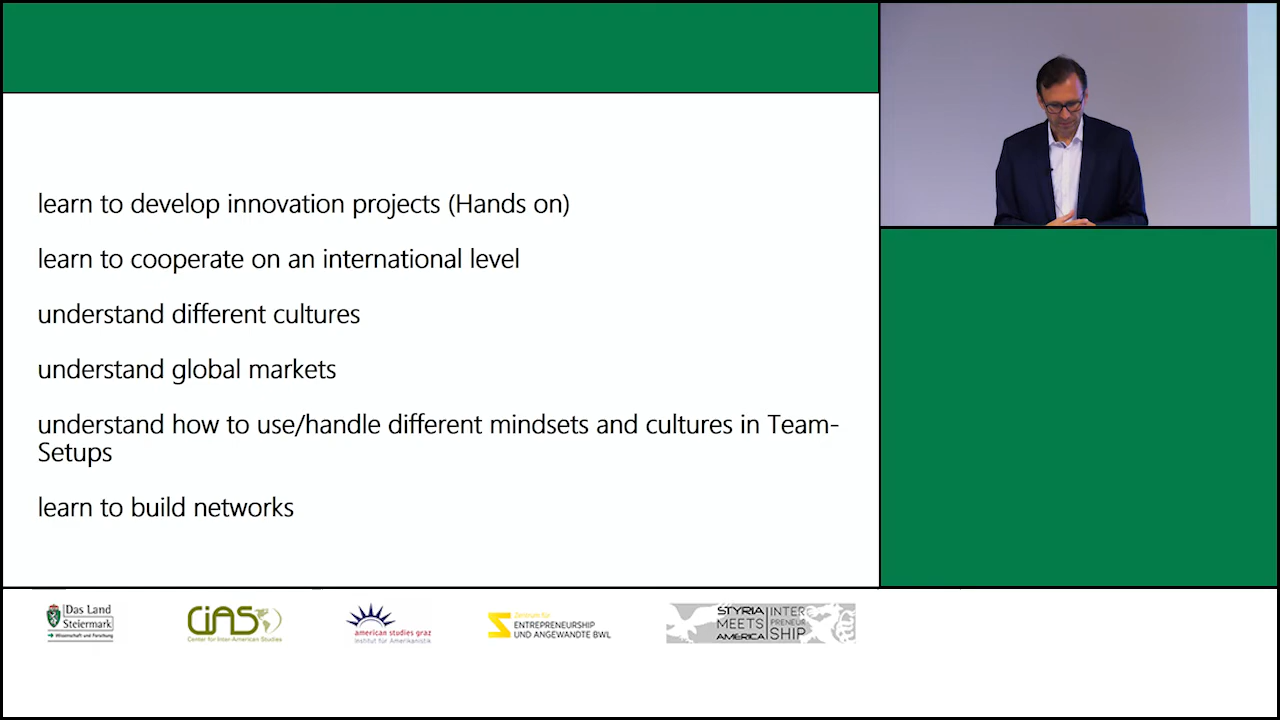 learn to develop innovation projects (Hands on)
learn to cooperate on an international level
understand different cultures
understand global markets
understand how to use/handle different mindsets and cultures in Team-
Setups
learn to build networks
Das Land
Steiermark
Wissenschaft und Forschung
CIAS
Center for Inter-American Studies
american studies graz
Institut für Amerikanistik
Zentrum für
ENTREPRENEURSHIP
UND ANGEWANDTE BWL
STYRIA INTER
MEETS PRENEUR
AMERICA SHIP